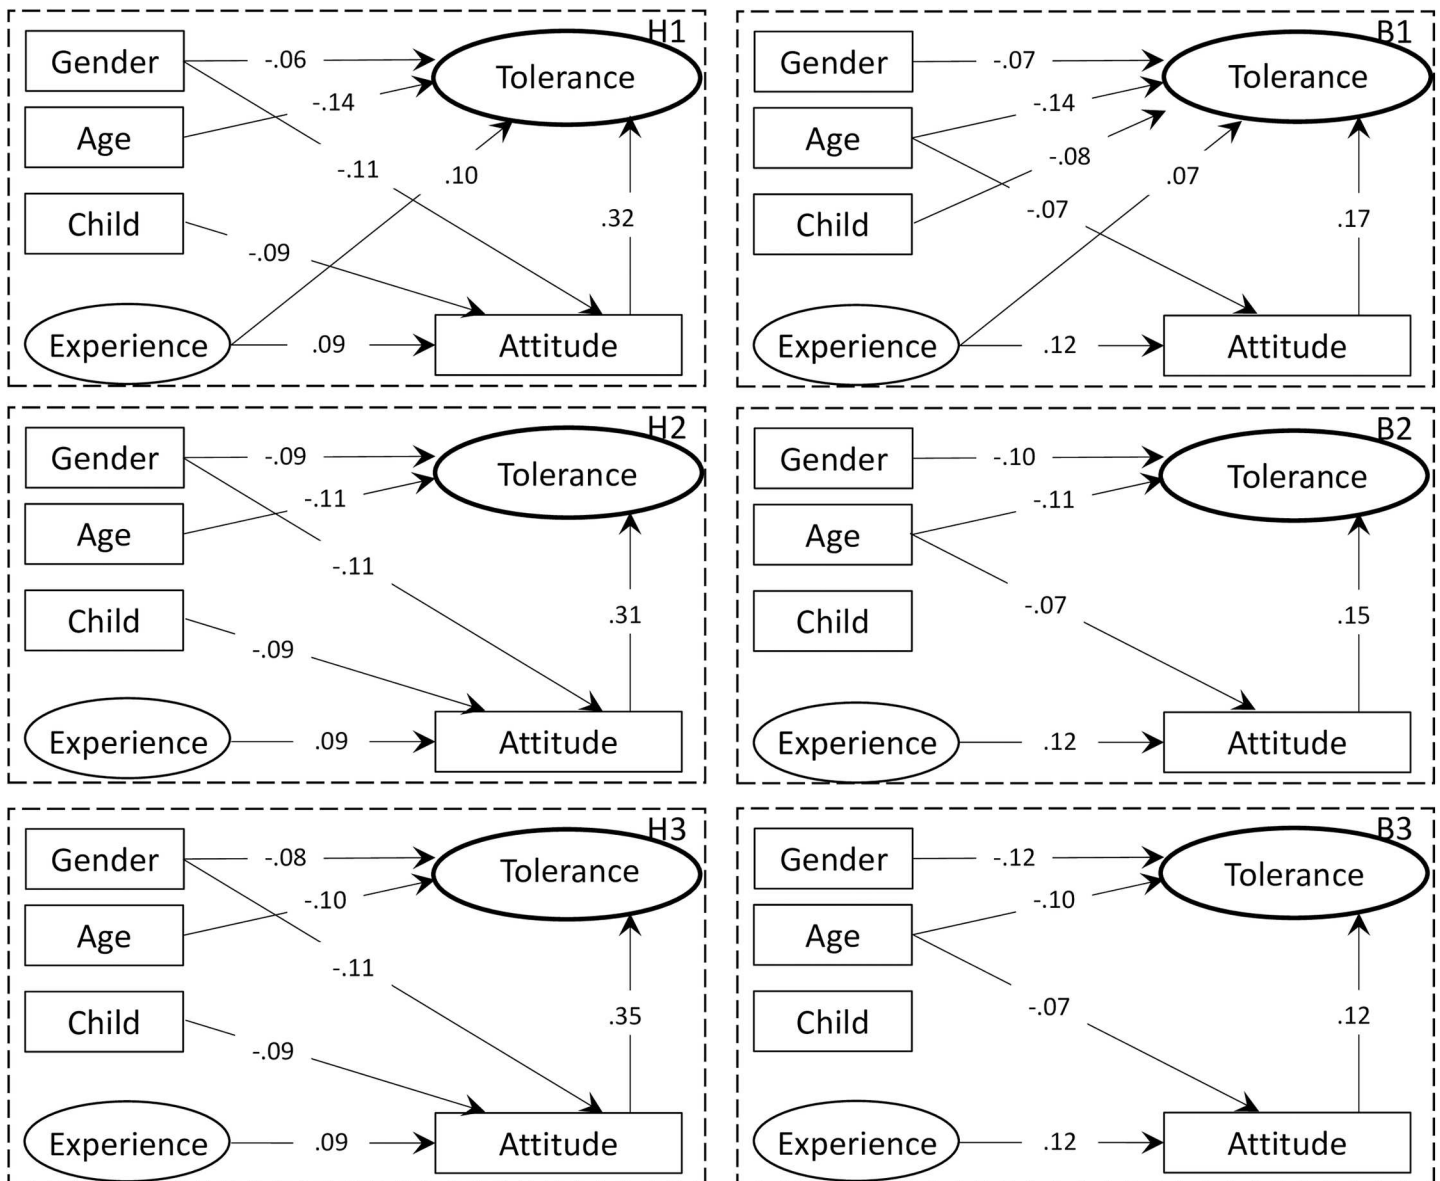 H1
Gender
-.06
Tolerance
-.14
Age
-.11
.10
Child
.32
-.09
Experience
.09
Attitude
B1
Gender
-.07
Tolerance
-.14
Age
-.08
.07
Child
-.07
.17
Experience
.12
Attitude
H2
Gender
-.09
Tolerance
-.11
Age
-.11
Child
.31
-.09
Experience
.09
Attitude
B2
Gender
-.10
Tolerance
-.11
Age
-.07
Child
.15
Experience
.12
Attitude
H3
Gender
-.08
Tolerance
-.10
Age
-.11
Child
.35
-.09
Experience
.09
Attitude
B3
Gender
-.12
Tolerance
-.10
Age
-.07
Child
.12
Experience
.12
Attitude